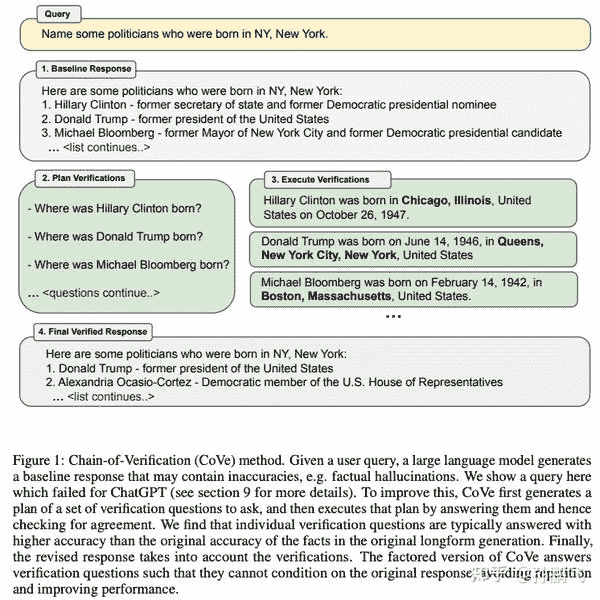 Query
Name some politicians who were born in NY, New York.
1. Baseline Response
Here are some politicians who were born in NY, New York:
1. Hillary Clinton - former secretary of state and former Democratic presidential nominee
2. Donald Trump - former president of the United States
3. Michael Bloomberg - former Mayor of New York City and former Democratic presidential candidate
... <list continues..>
2. Plan Verifications
- Where was Hillary Clinton born?
- Where was Donald Trump born?
- Where was Michael Bloomberg born?
... <questions continue..>
3. Execute Verifications
Hillary Clinton was born in Chicago, Illinois, United
States on October 26, 1947.
Donald Trump was born on June 14, 1946, in Queens,
New York City, New York, United States
Michael Bloomberg was born on February 14, 1942, in
Boston, Massachusetts, United States.
...
4. Final Verified Response
Here are some politicians who were born in NY, New York:
1. Donald Trump - former president of the United States
2. Alexandria Ocasio-Cortez - Democratic member of the U.S. House of Representatives
... <list continues..>
Figure 1: Chain-of-Verification (CoVe) method. Given a user query, a large language model generates
a baseline response that may contain inaccuracies, e.g. factual hallucinations. We show a query here
which failed for ChatGPT (see section 9 for more details). To improve this, CoVe first generates a
plan of a set of verification questions to ask, and then executes that plan by answering them and hence
checking for agreement. We find that individual verification questions are typically answered with
higher accuracy than the original accuracy of the facts in the original longform generation. Finally,
the revised response takes into account the verifications. The factored version of CoVe answers
verification questions such that they cannot condition on the original response, avoiding repetition
and improving performance.
知乎